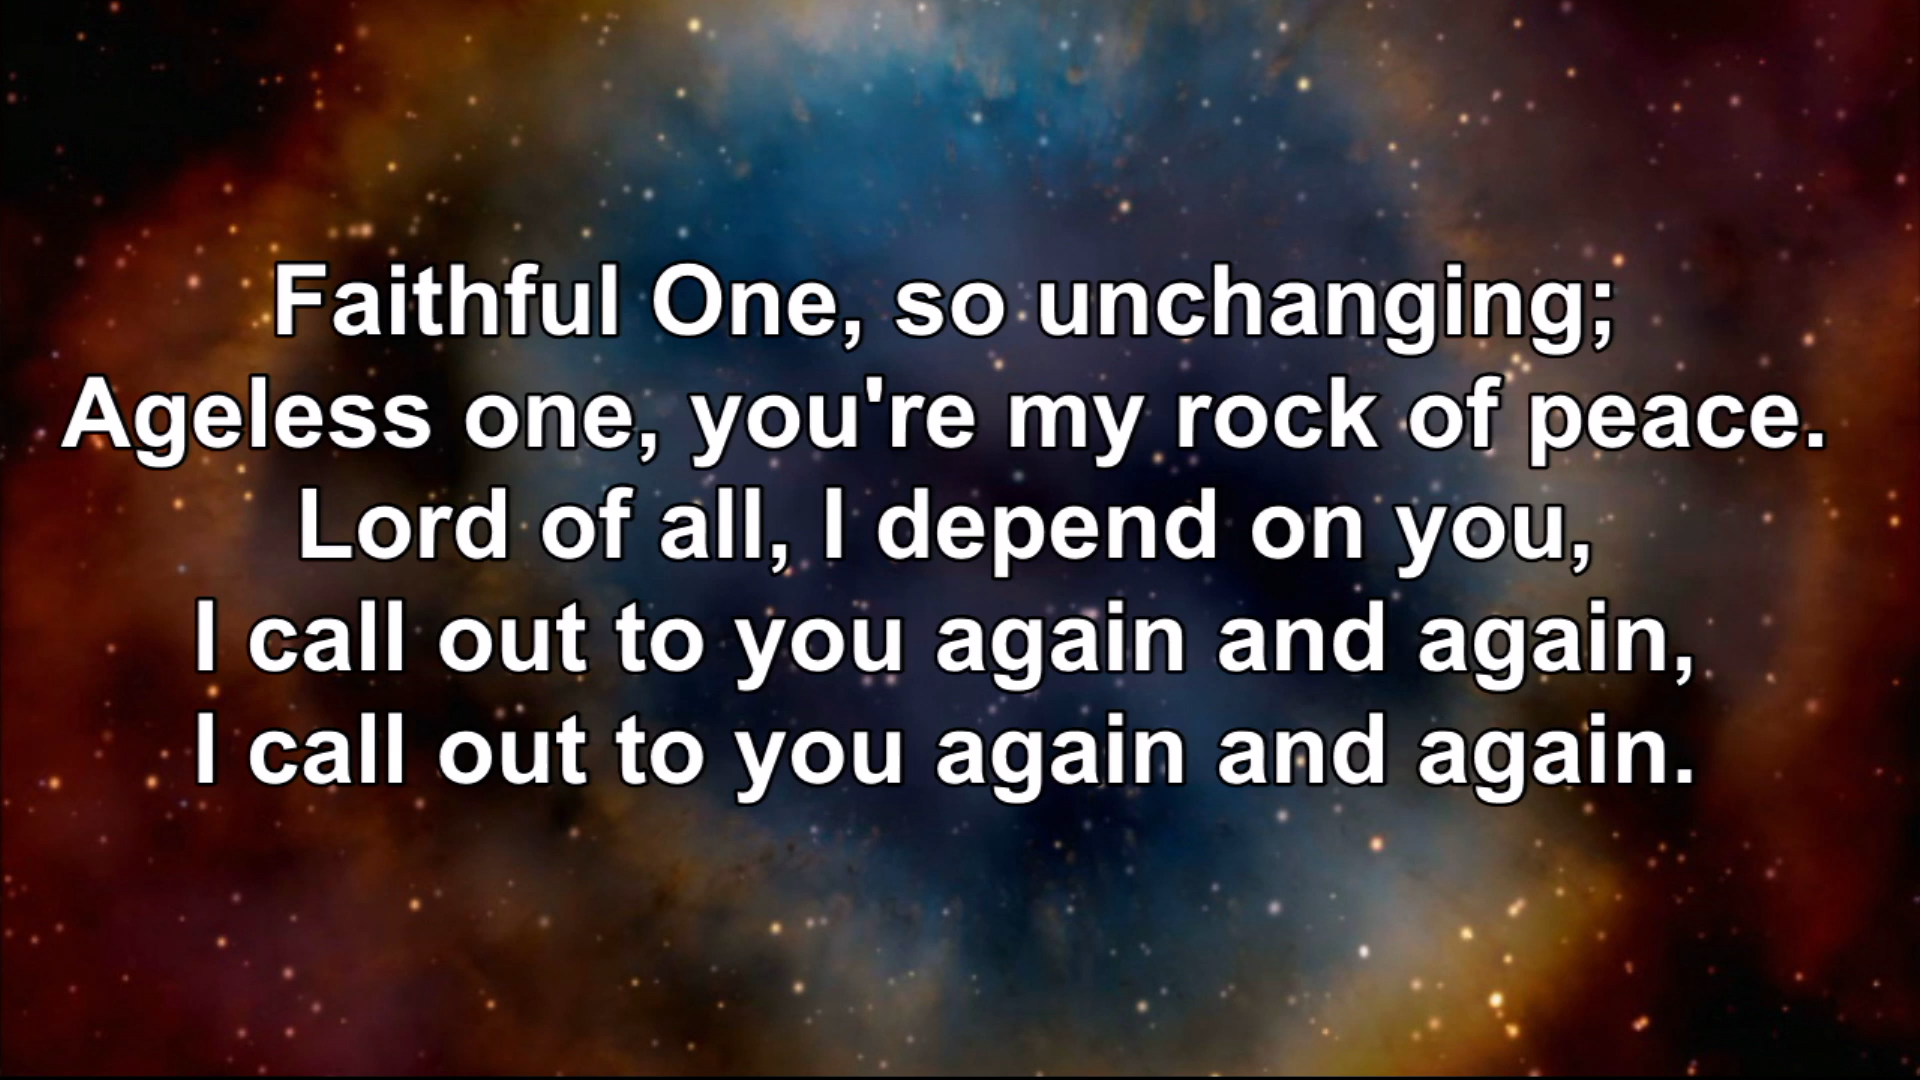 Faithful One, so unchanging;
Ageless one, you're my rock of peace.
Lord of all, I depend on you,
I call out to you again and again,
I call out to you again and again.